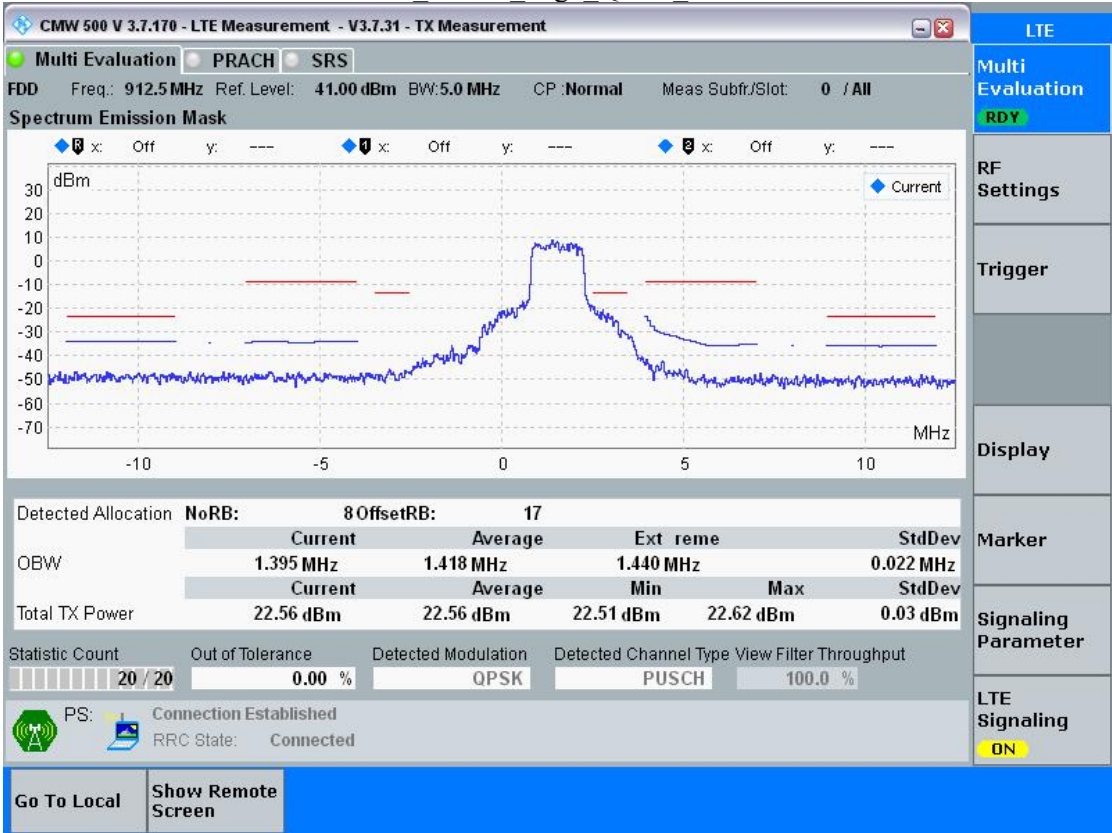 CMW 500 V 3.7.170 - LTE Measurement - V3.7.31 - TX Measurement
LTE
Multi Evaluation PRACH SRS
Multi Evaluation RDY
FDD Freq.: 912.5 MHz Ref. Level: 41.00 dBm BW: 5.0 MHz CP :Normal Meas Subfr./Slot: 0 / All
Spectrum Emission Mask
R x: Off y: --- 1 x: Off y: --- 2 x: Off y: ---
dBm
Current
30
20
10
0
-10
-20
-30
-40
-50
-60
-70
MHz
-10 -5 0 5 10
RF Settings
Trigger
Display
Marker
Signaling Parameter
LTE Signaling ON
Detected Allocation NoRB: 8 OffsetRB: 17
Current Average Ext reme StdDev
OBW 1.395 MHz 1.418 MHz 1.440 MHz 0.022 MHz
Current Average Min Max StdDev
Total TX Power 22.56 dBm 22.56 dBm 22.51 dBm 22.62 dBm 0.03 dBm
Statistic Count Out of Tolerance Detected Modulation Detected Channel Type View Filter Throughput
20 / 20 0.00 % QPSK PUSCH 100.0 %
PS: Connection Established
RRC State: Connected
Go To Local
Show Remote Screen